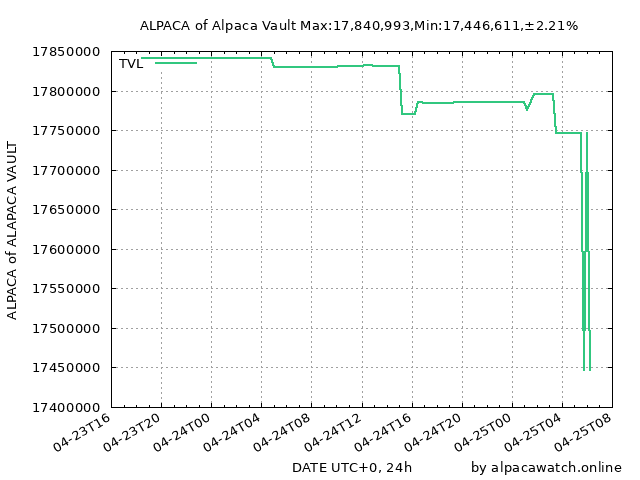 ALPACA of Alpaca Vault Max:17,840,993,Min:17,446,611,±2.21%
TVL
ALPACA of ALAPACA VAULT
17850000
17800000
17750000
17700000
17650000
17600000
17550000
17500000
17450000
17400000
04-23T16
04-23T20
04-24T00
04-24T04
04-24T08
04-24T12
04-24T16
04-24T20
04-25T00
04-25T04
04-25T08
DATE UTC+0, 24h
by alpacawatch.online